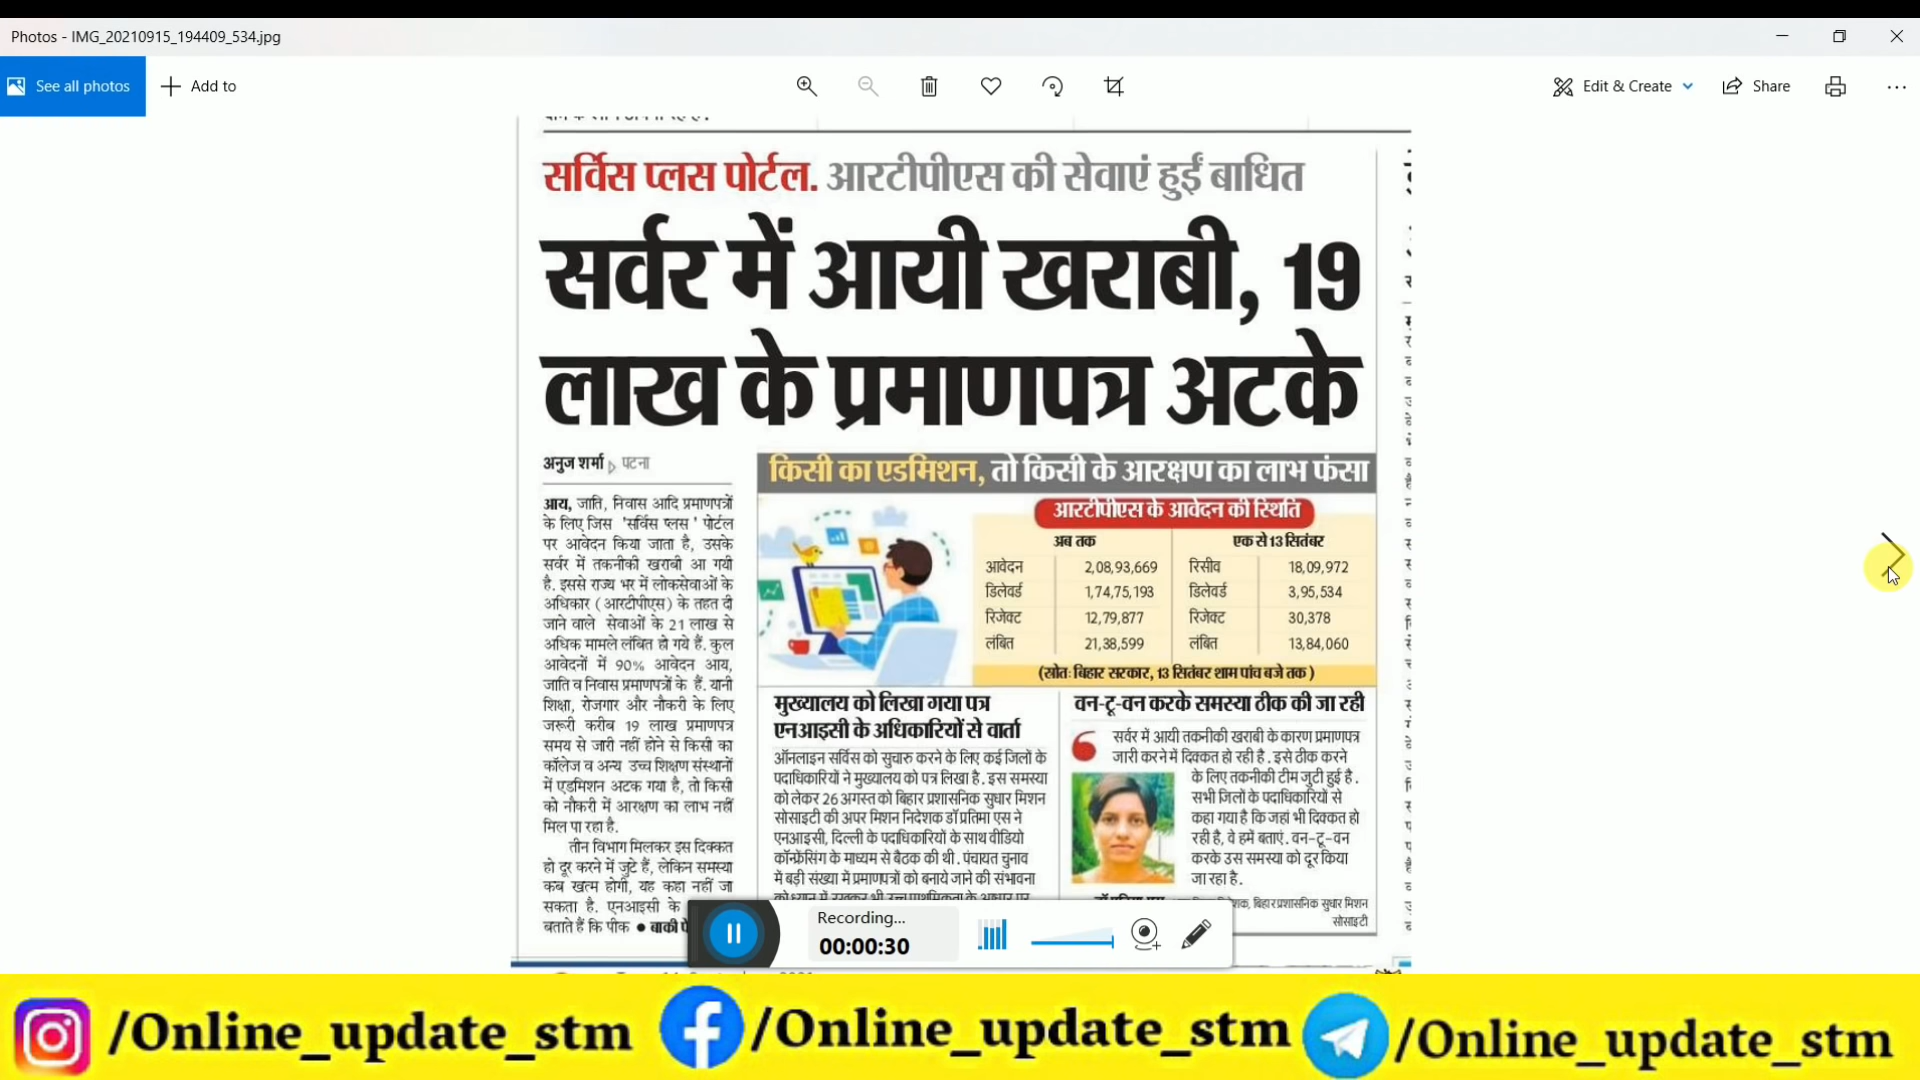 Photos - IMG_20210915_194409_534.jpg
See all photos
Add to
Edit & Create
Share
सर्विस प्लस पोर्टल. आरटीपीएस की सेवाएं हुईं बाधित
सर्वर में आयी खराबी, 19
लाख के प्रमाणपत्र अटके
अनुज शर्मा पटना
आय, जाति, निवास आदि प्रमाणपत्रों
के लिए जिस 'सर्विस प्लस' पोर्टल
पर आवेदन किया जाता है, उसके
सर्वर में तकनीकी खराबी आ गयी
है. इससे राज्य भर में लोकसेवाओं के
अधिकार (आरटीपीएस) के तहत दी
जाने वाले सेवाओं के 21 लाख से
अधिक मामले लंबित हो गये हैं. कुल
आवेदनों में 90% आवेदन आय,
जाति व निवास प्रमाणपत्रों के हैं. यानी
शिक्षा, रोजगार और नौकरी के लिए
जरूरी करीब 19 लाख प्रमाणपत्र
समय से जारी नहीं होने से किसी का
कॉलेज व अन्य उच्च शिक्षण संस्थानों
में एडमिशन अटक गया है, तो किसी
को नौकरी में आरक्षण का लाभ नहीं
मिल पा रहा है.
तीन विभाग मिलकर इस दिक्कत
हो दूर करने में जुटे हैं, लेकिन समस्या
कब खत्म होगी, यह कहा नहीं जा
सकता है. एनआइसी के
बताते हैं कि पीक ● बाकी पे
किसी का एडमिशन, तो किसी के आरक्षण का लाभ फंसा
आरटीपीएस के आवेदन की स्थिति
अब तक एक से 13 सितंबर
आवेदन 2,08,93,669 रिसीव 18,09,972
डिलेवर्ड 1,74,75,193 डिलेवर्ड 3,95,534
रिजेक्ट 12,79,877 रिजेक्ट 30,378
लंबित 21,38,599 लंबित 13,84,060
(स्रोतः बिहार सरकार, 13 सितंबर शाम पांच बजे तक)
मुख्यालय को लिखा गया पत्र
एनआइसी के अधिकारियों से वार्ता
ऑनलाइन सर्विस को सुचारु करने के लिए कई जिलों के
पदाधिकारियों ने मुख्यालय को पत्र लिखा है. इस समस्या
को लेकर 26 अगस्त को बिहार प्रशासनिक सुधार मिशन
सोसाइटी की अपर मिशन निदेशक डॉ प्रतिमा एस ने
एनआइसी, दिल्ली के पदाधिकारियों के साथ वीडियो
कॉन्फ्रेंसिंग के माध्यम से बैठक की थी. पंचायत चुनाव
में बड़ी संख्या में प्रमाणपत्रों को बनाये जाने की संभावना
को ध्यान में रखकर भी उच्च प्राथमिकता के आधार पर
वन-टू-वन करके समस्या ठीक की जा रही
सर्वर में आयी तकनीकी खराबी के कारण प्रमाणपत्र
जारी करने में दिक्कत हो रही है. इसे ठीक करने
के लिए तकनीकी टीम जुटी हुई है.
सभी जिलों के पदाधिकारियों से
कहा गया है कि जहां भी दिक्कत हो
रही है, वे हमें बताएं. वन-टू-वन
करके उस समस्या को दूर किया
जा रहा है.
बिहार प्रशासनिक सुधार मिशन
सोसाइटी
Recording...
00:00:30
/Online_update_stm /Online_update_stm /Online_update_stm